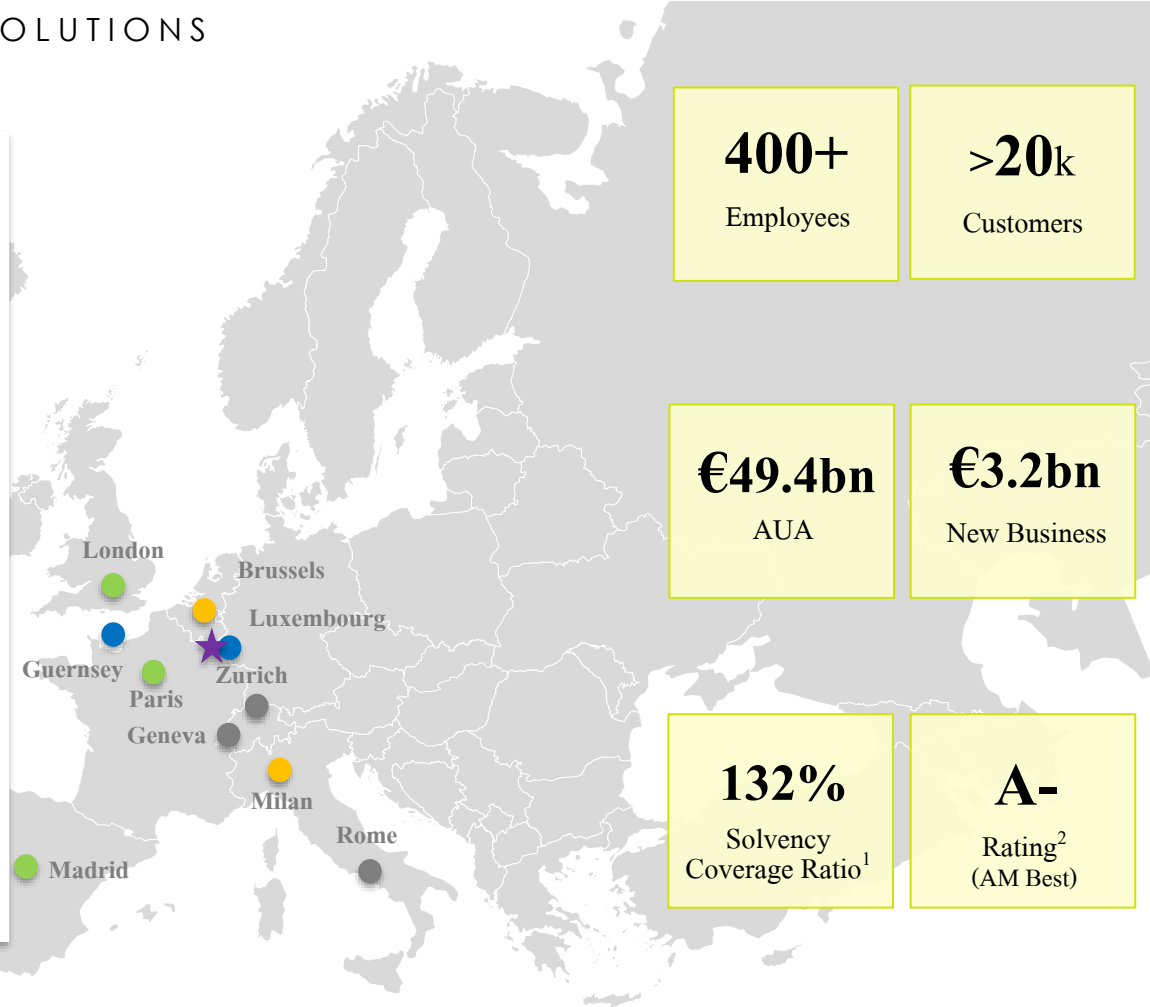 OLUTIONS
400+
Employees
>20k
Customers
€49.4bn
AUA
€3.2bn
New Business
London
Brussels
Luxembourg
Guernsey
Zurich
Paris
Geneva
Milan
Rome
Madrid
132%
Solvency
Coverage Ratio1
A-
Rating2
(AM Best)